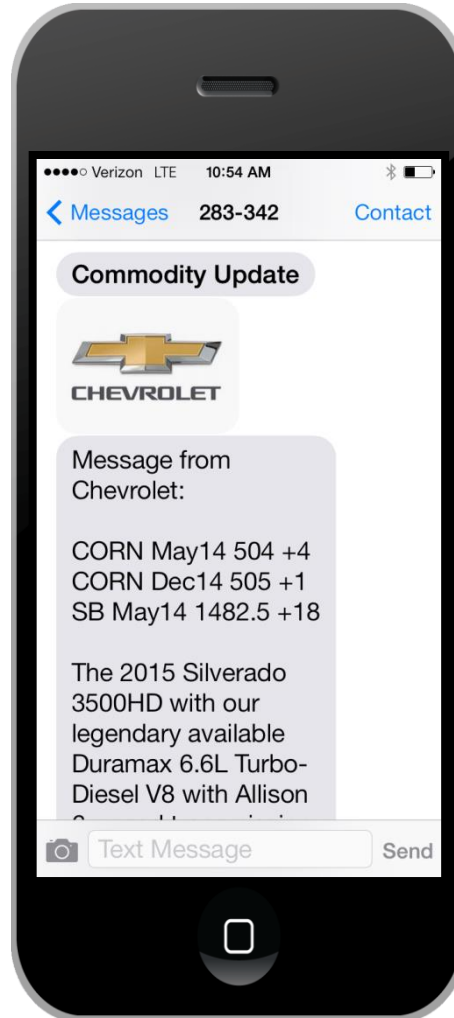 Verizon LTE 10:54 AM
Messages 283-342 Contact
Commodity Update
CHEVROLET
Message from
Chevrolet:
CORN May14 504 +4
CORN Dec14 505 +1
SB May14 1482.5 +18
The 2015 Silverado
3500HD with our
legendary available
Duramax 6.6L Turbo-
Diesel V8 with Allison
Text Message Send